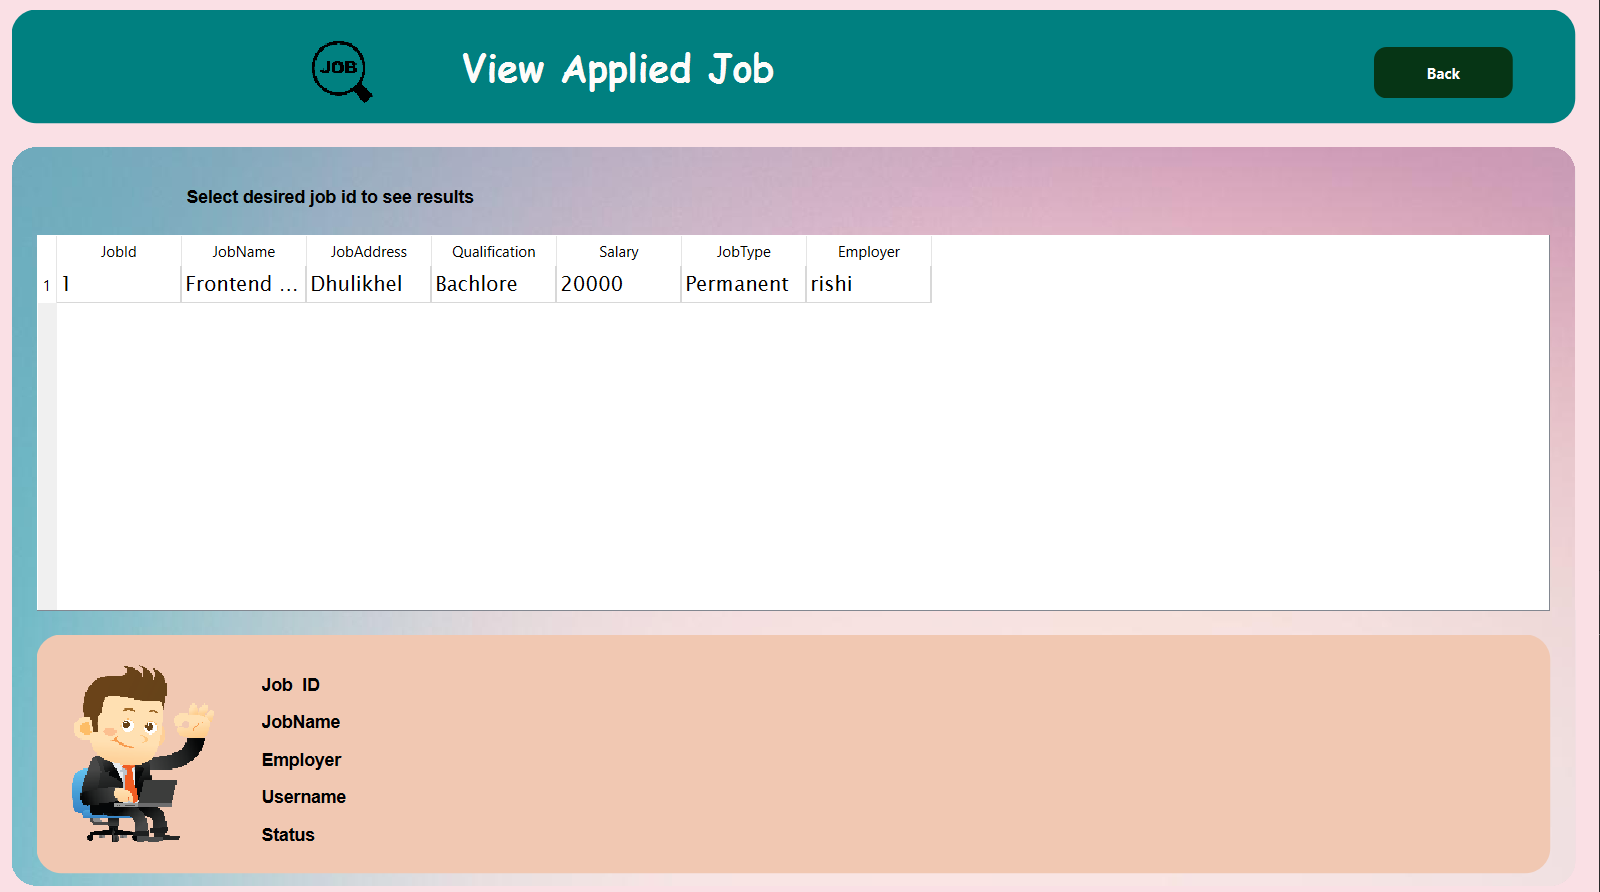 JOB
View Applied Job
Back
Select desired job id to see results
JobId JobName JobAddress Qualification Salary JobType Employer
1 1 Frontend ... Dhulikhel Bachlore 20000 Permanent rishi
Job ID
JobName
Employer
Username
Status